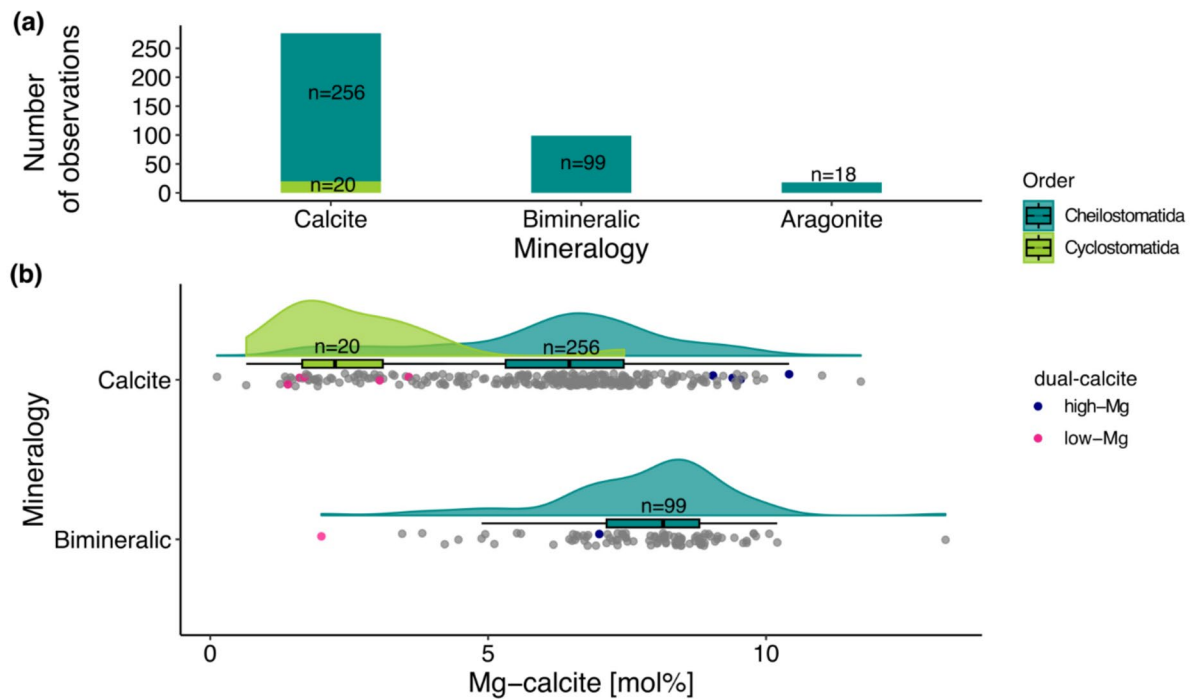 (a)
Number
of observations
250
200
150
100
50
0
n=256
n=20
n=99
n=18
Calcite
Bimineralic
Aragonite
Mineralogy
Order
Cheilostomatida
Cyclostomatida
(b)
Mineralogy
Calcite
Bimineralic
n=20
n=256
n=99
0
5
10
Mg−calcite [mol%]
dual-calcite
high−Mg
low−Mg